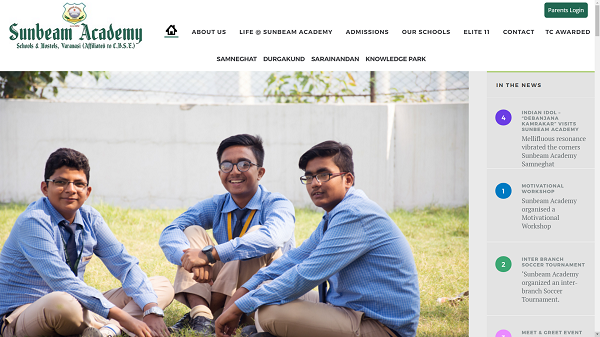 Parents Login
Sunbeam Academy
Schools & Hostels, Varanasi (Affiliated to C.B.S.E.)
ABOUT US LIFE @ SUNBEAM ACADEMY ADMISSIONS OUR SCHOOLS ELITE 11 CONTACT TC AWARDED
SAMNEGHAT DURGAKUND SARAINANDAN KNOWLEDGE PARK
IN THE NEWS
4
INDIAN IDOL -
"DEBANJANA
KAMRAKAR" VISITS
SUNBEAM ACADEMY
Mellifluous resonance
vibrated the corners
Sunbeam Academy
Samneghat
1
MOTIVATIONAL
WORKSHOP
Sunbeam Academy
organised a
Motivational
Workshop
2
INTER BRANCH
SOCCER TOURNAMENT
'Sunbeam Academy
organized an inter-
branch Soccer
Tournament.
MEET & GREET EVENT